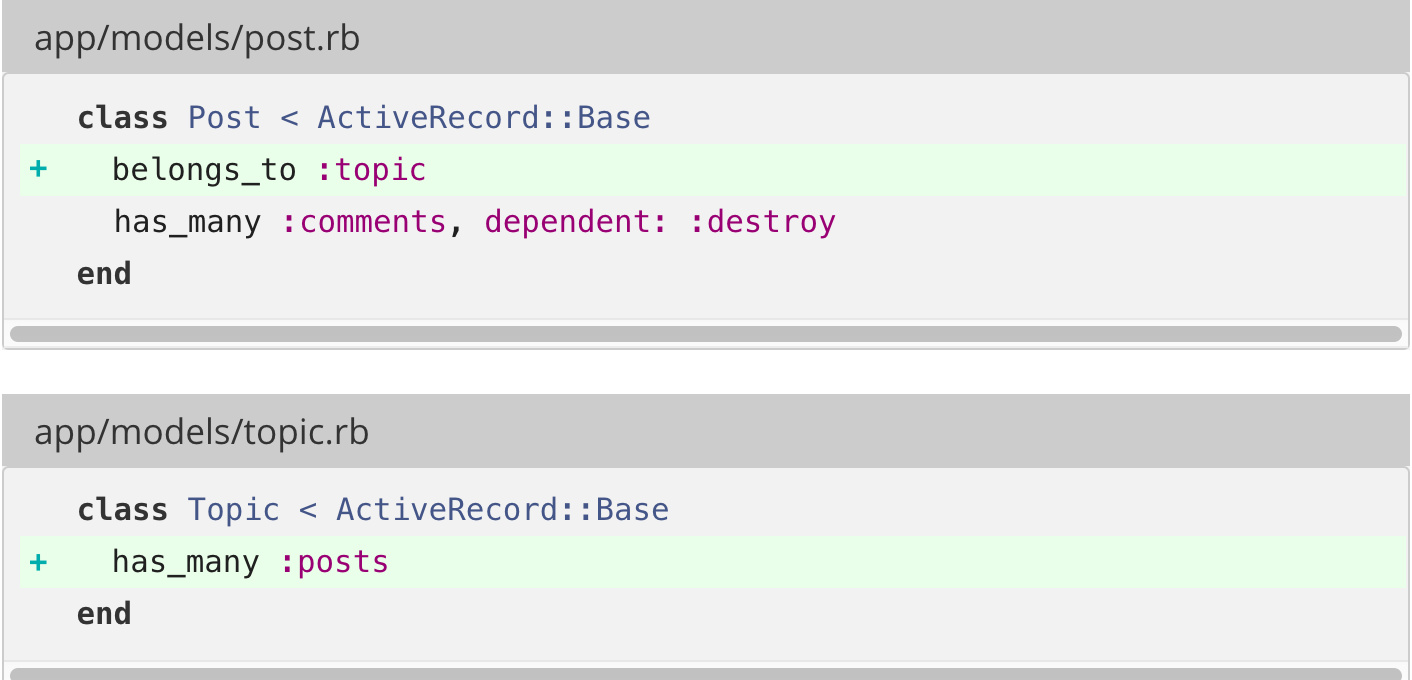 app/models/post.rb
class Post < ActiveRecord::Base
+ belongs_to :topic
has_many :comments, dependent: :destroy
end
app/models/topic.rb
class Topic < ActiveRecord::Base
+ has_many :posts
end